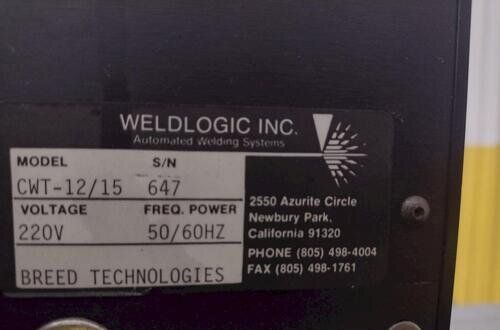 WELDLOGIC INC.
Automated Welding Systems
MODEL S/N
CWT-12/15 647
VOLTAGE FREQ. POWER
220V 50/60HZ
BREED TECHNOLOGIES
2550 Azurite Circle
Newbury Park,
California 91320
PHONE (805) 498-4004
FAX (805) 498-1761